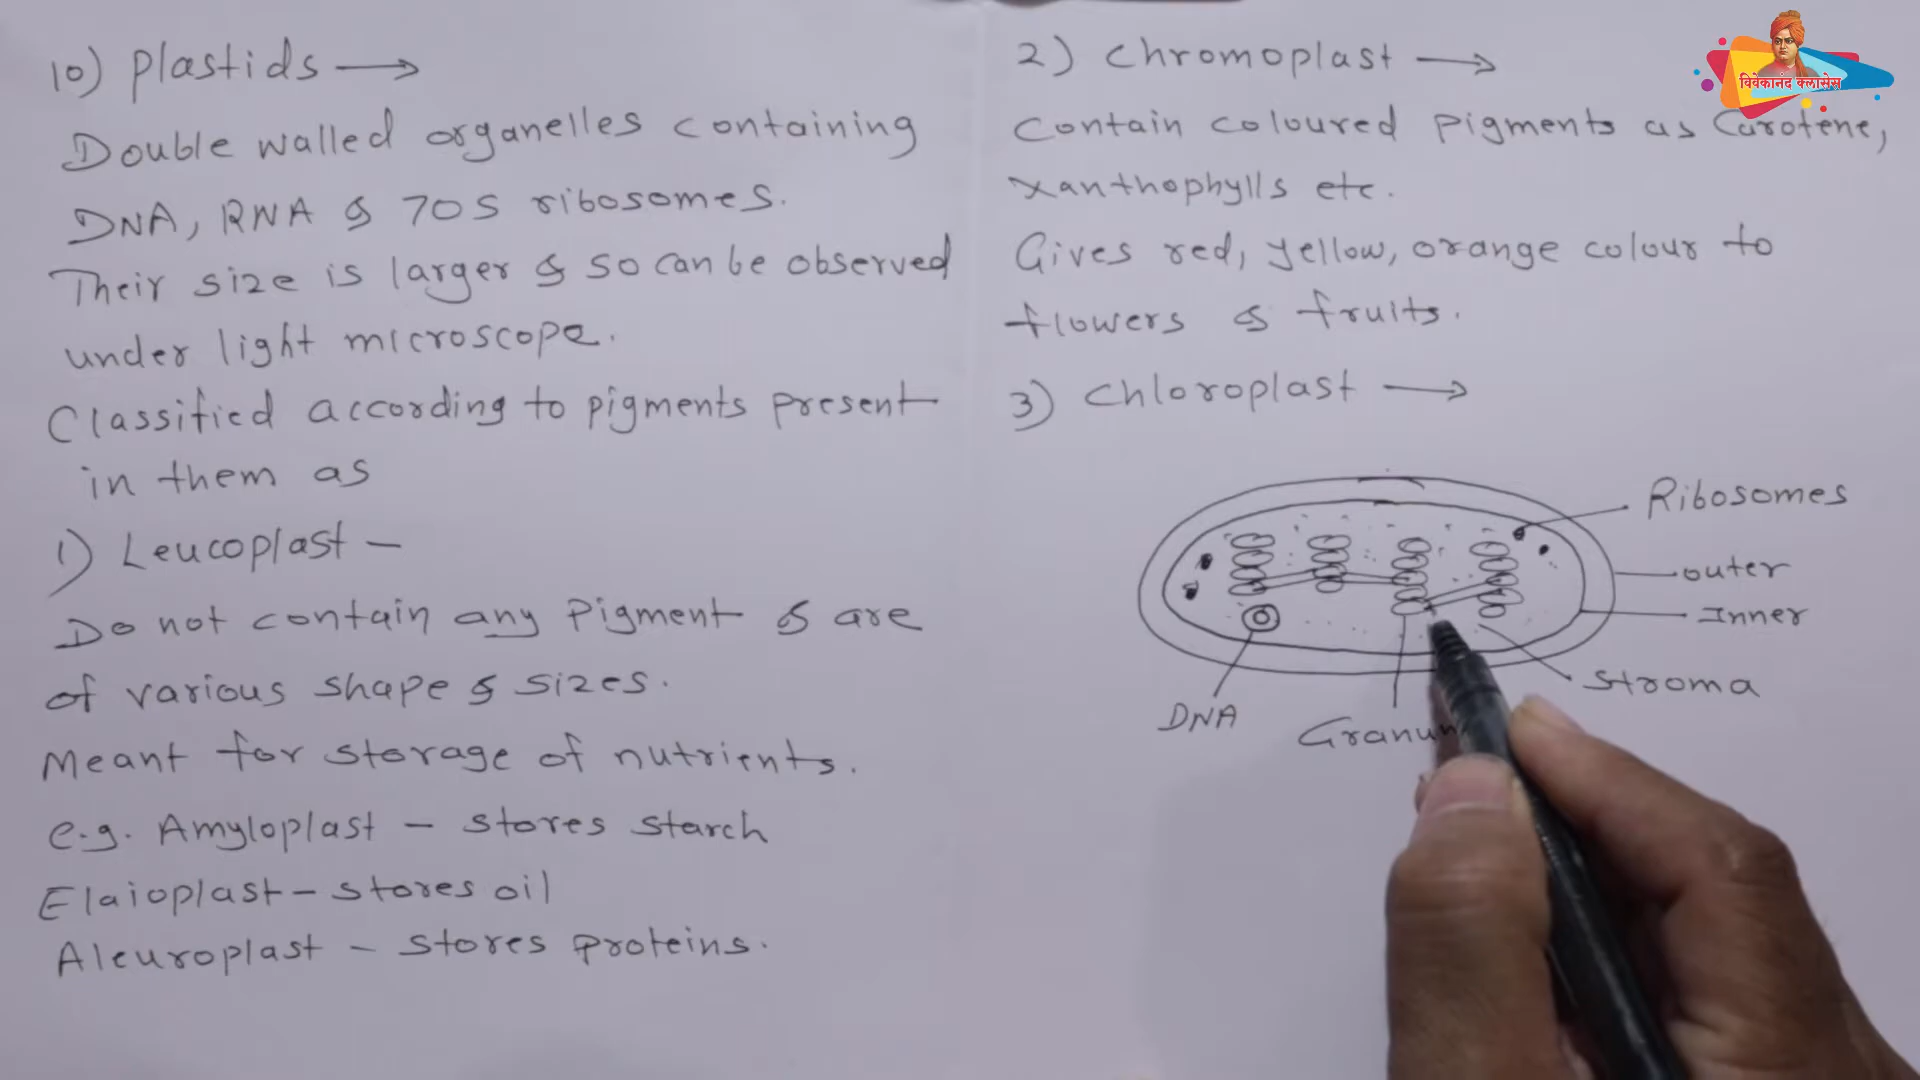 10) Plastids →
Double walled organelles containing
DNA, RNA & 70S ribosomes.
Their size is larger & so can be observed
under light microscope.
Classified according to pigments present
in them as
1) Leucoplast –
Do not contain any Pigment & are
of various shape & sizes.
Meant for storage of nutrients.
e.g. Amyloplast – stores starch
Elaioplast – stores oil
Aleuroplast – stores proteins.
2) Chromoplast →
Contain coloured pigments as Carotene,
Xanthophylls etc.
Gives red, yellow, orange colour to
flowers & fruits.
3) Chloroplast →
Ribosomes
outer
Inner
Stroma
DNA
विवेकानंद क्लासेस